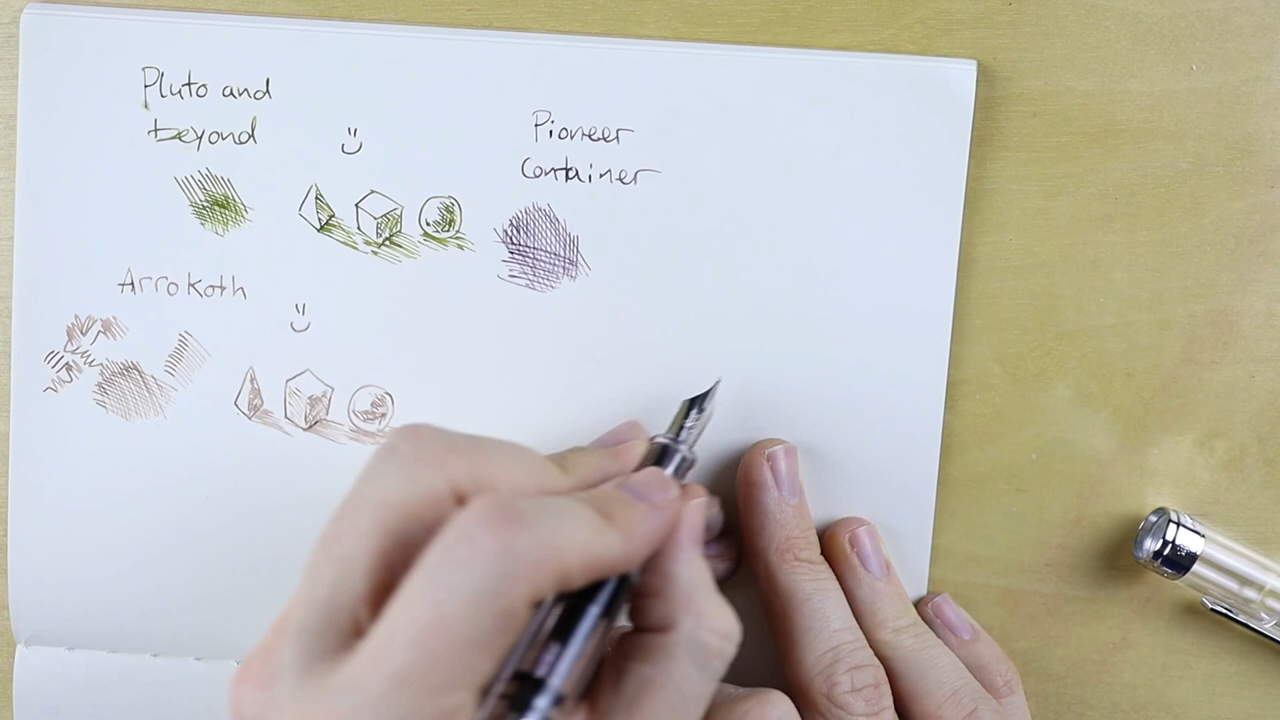 Pluto and
beyond
Pioneer
Container
Arrokoth